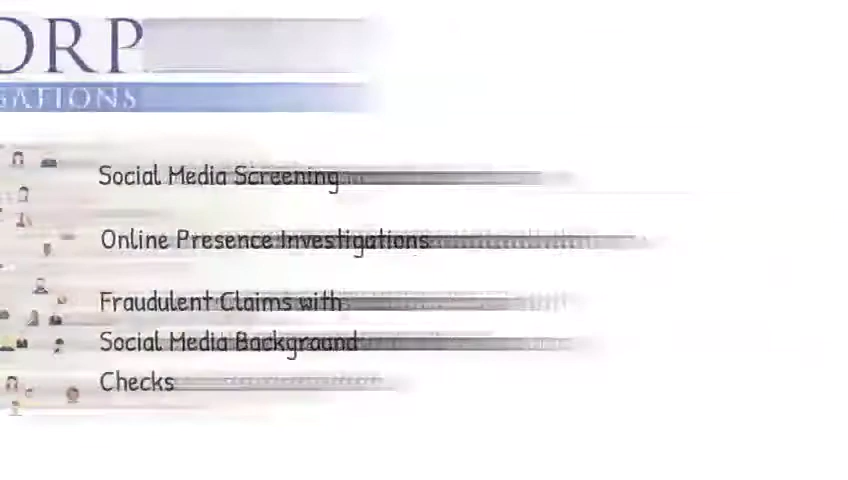 ORP
GATIONS
Social Media Screening
Online Presence Investigations
Fraudulent Claims with
Social Media Background
Checks